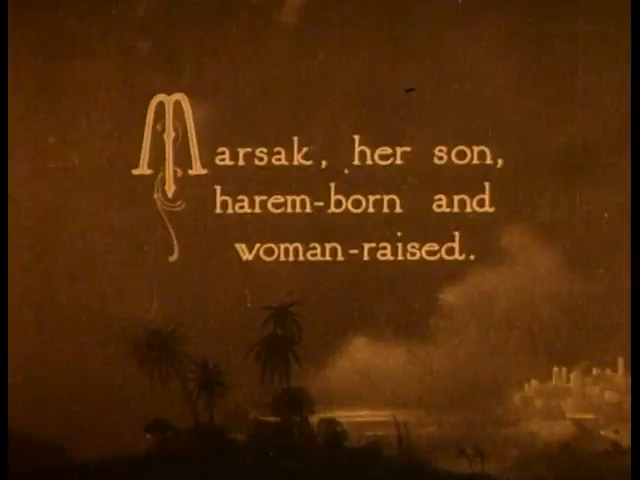 Marsak, her son,
harem-born and
woman-raised.